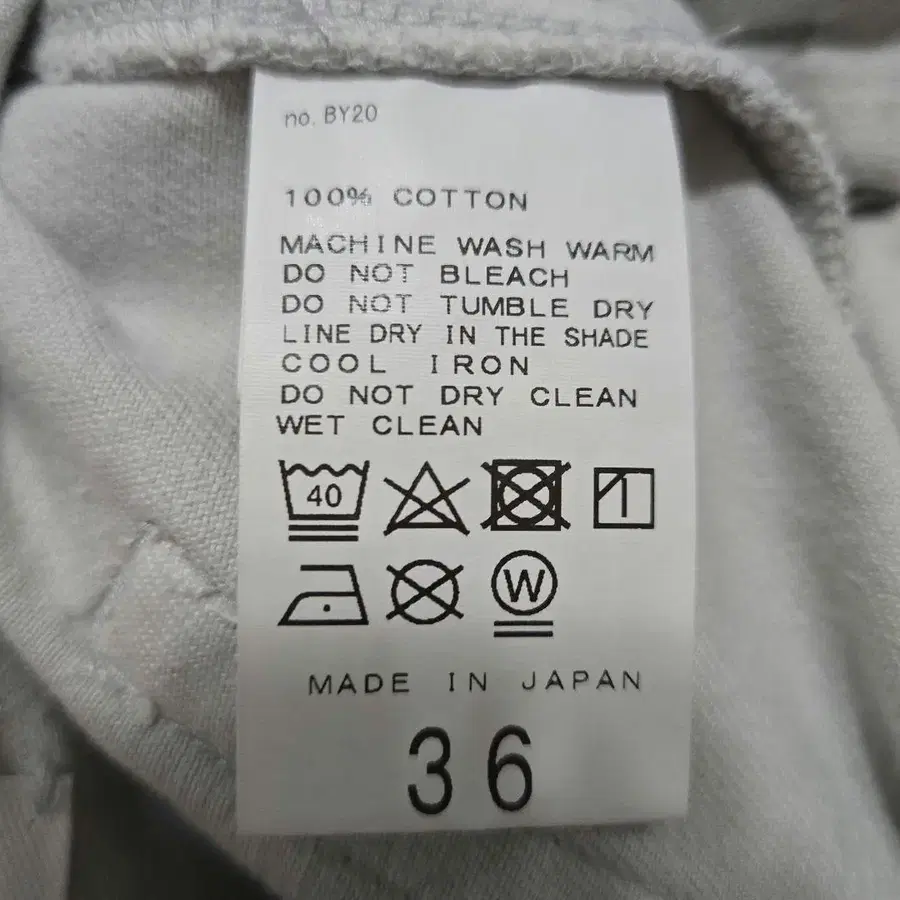 no. BY20
100% COTTON
MACHINE WASH WARM
DO NOT BLEACH
DO NOT TUMBLE DRY
LINE DRY IN THE SHADE
COOL IRON
DO NOT DRY CLEAN
WET CLEAN
40
W
MADE IN JAPAN
36